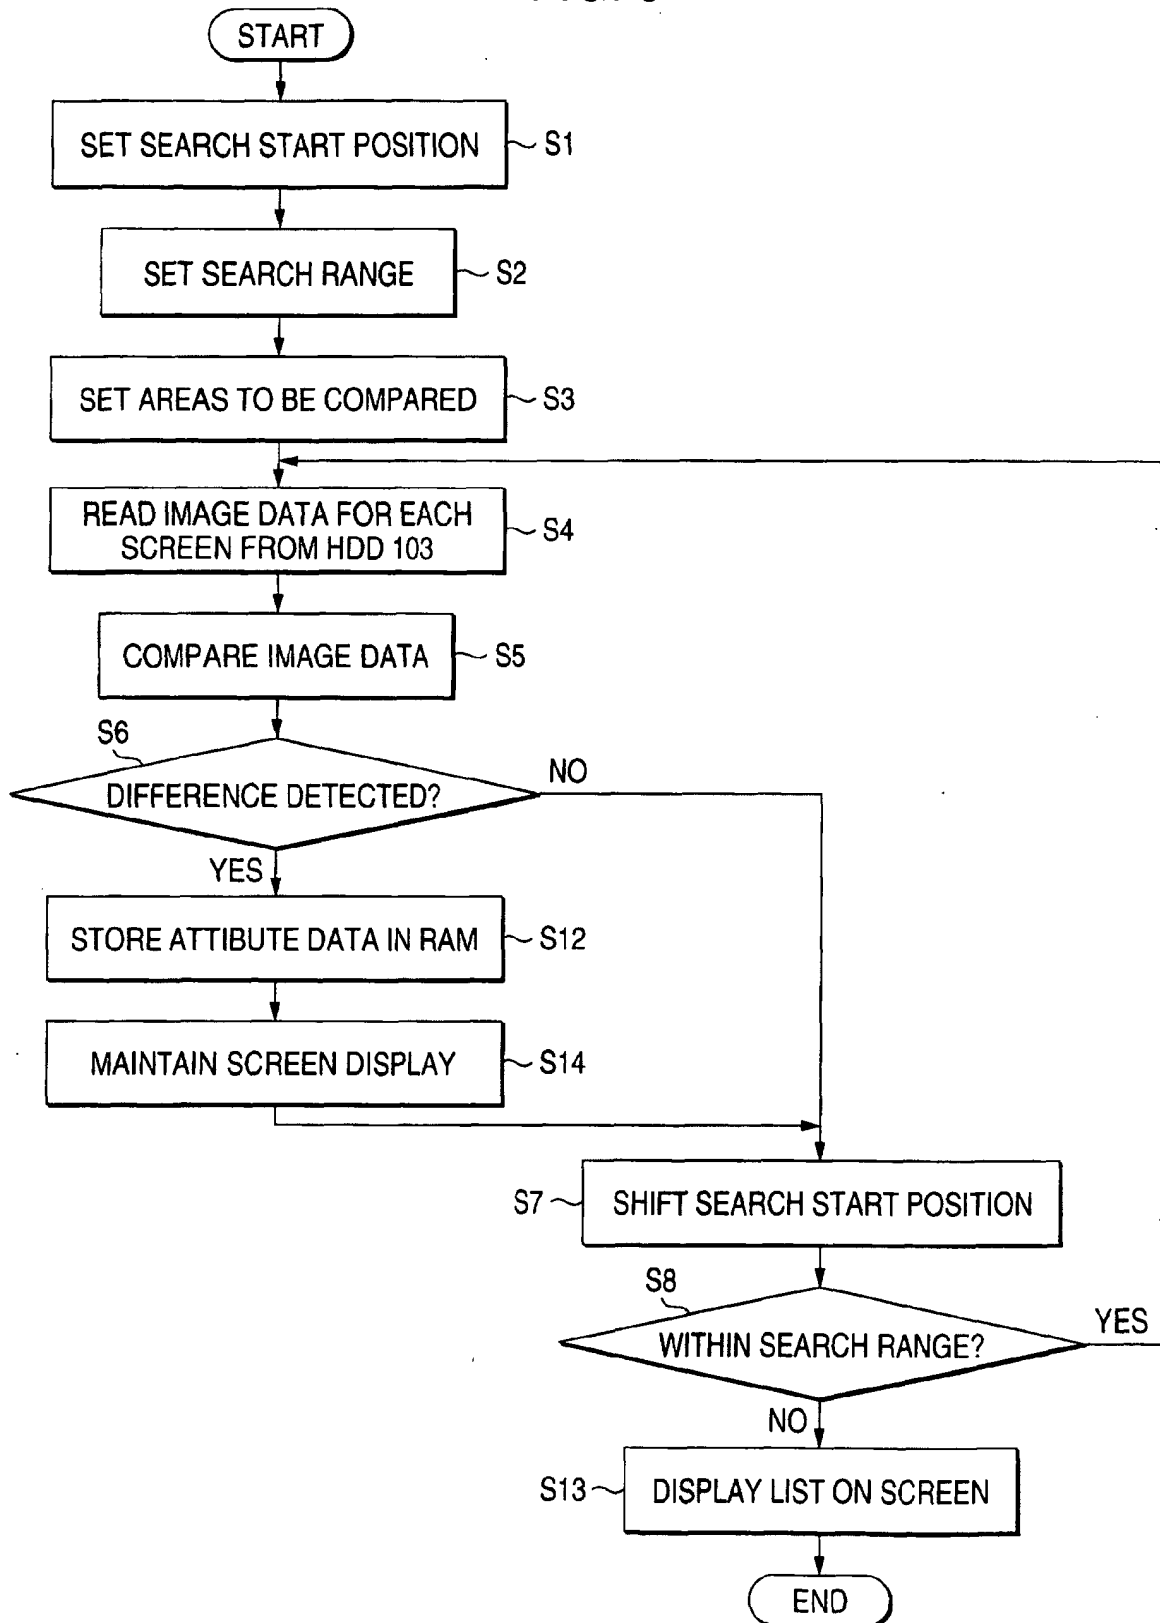 START
SET SEARCH START POSITION
S1
SET SEARCH RANGE
S2
SET AREAS TO BE COMPARED
S3
READ IMAGE DATA FOR EACH
SCREEN FROM HDD 103
S4
COMPARE IMAGE DATA
S5
S6
DIFFERENCE DETECTED?
NO
YES
STORE ATTIBUTE DATA IN RAM
S12
MAINTAIN SCREEN DISPLAY
S14
S7
SHIFT SEARCH START POSITION
S8
WITHIN SEARCH RANGE?
YES
NO
S13
DISPLAY LIST ON SCREEN
END